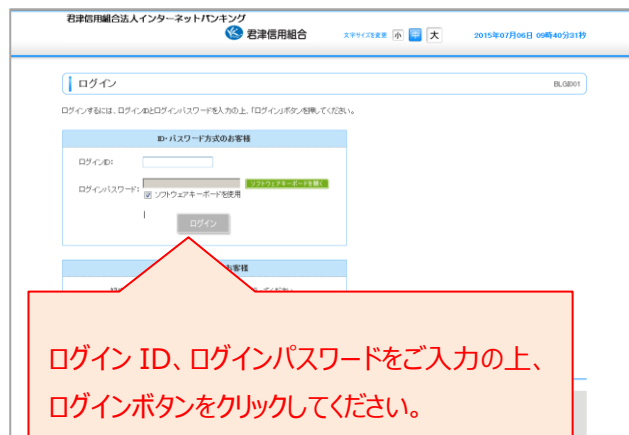 君津信用組合法人インターネットバンキング
君津信用組合
文字サイズを変更 小 中 大
2015年07月06日 09時40分31秒
ログイン
BLGI001
ログインするには、ログインIDとログインパスワードを入力の上、「ログイン」ボタンを押してください。
ID・パスワード方式のお客様
ログインID：
ログインパスワード：
ソフトウェアキーボードを開く
ソフトウェアキーボードを使用
ログイン
お客様
ログイン ID、ログインパスワードをご入力の上、
ログインボタンをクリックしてください。